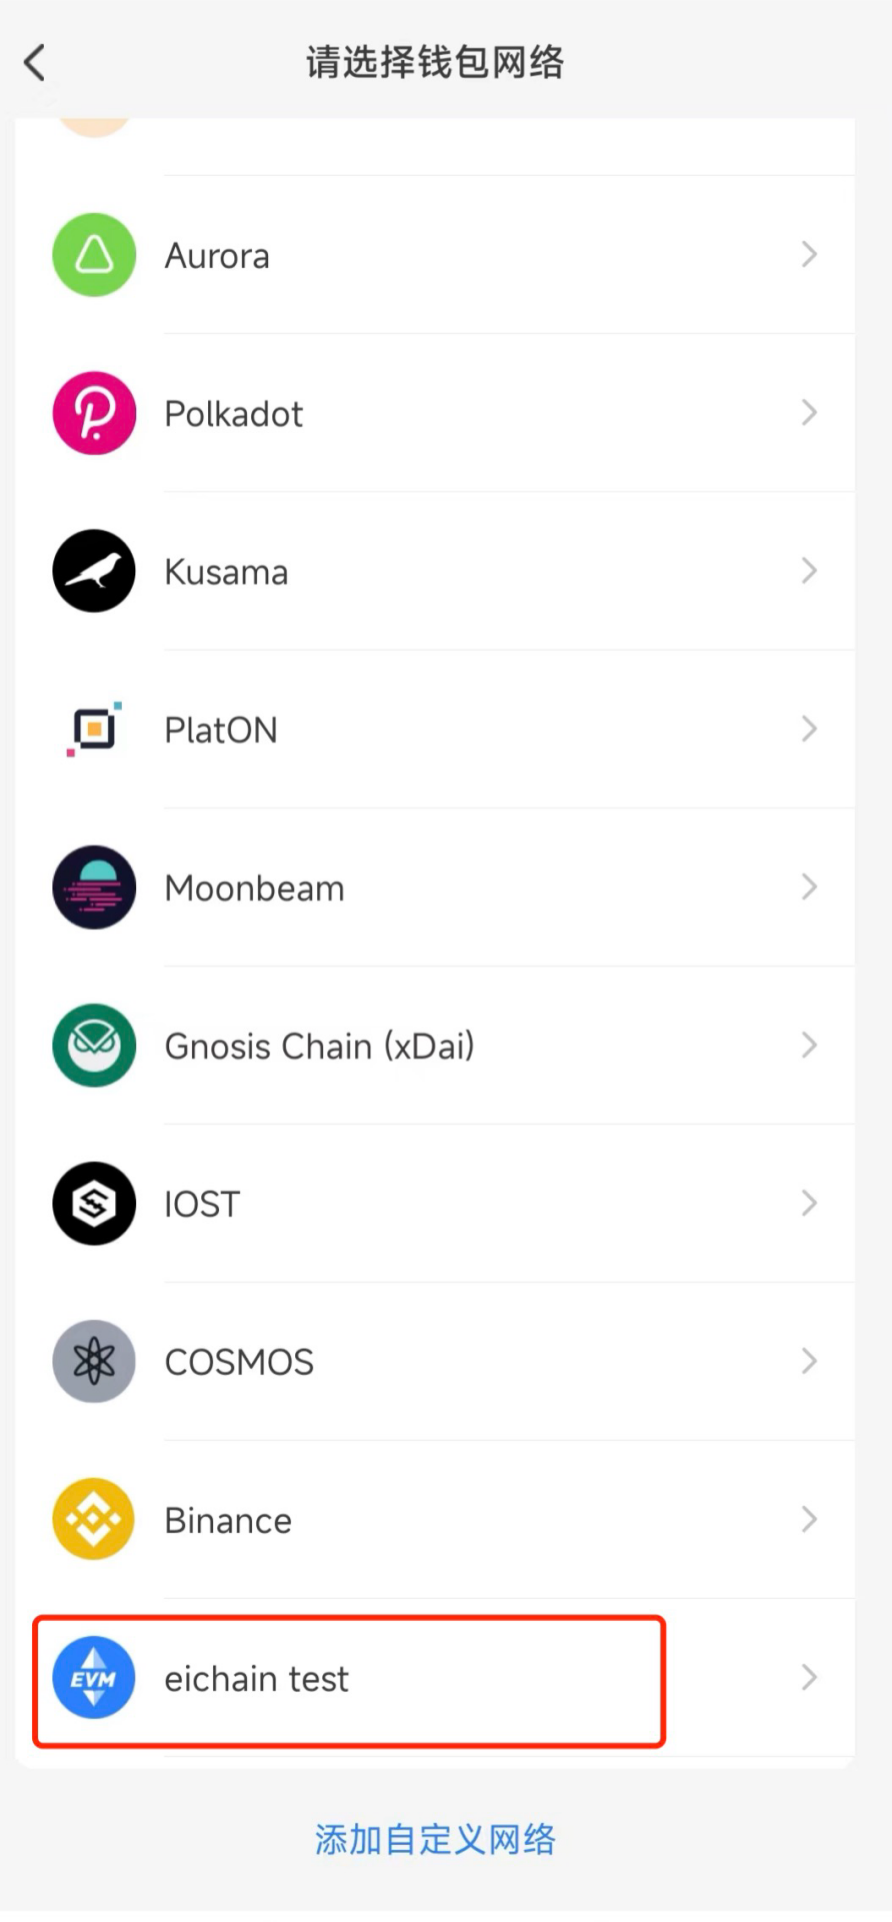 请选择钱包网络
Aurora
Polkadot
Kusama
PlatON
Moonbeam
Gnosis Chain (xDai)
IOST
COSMOS
Binance
EVM
eichain test
添加自定义网络